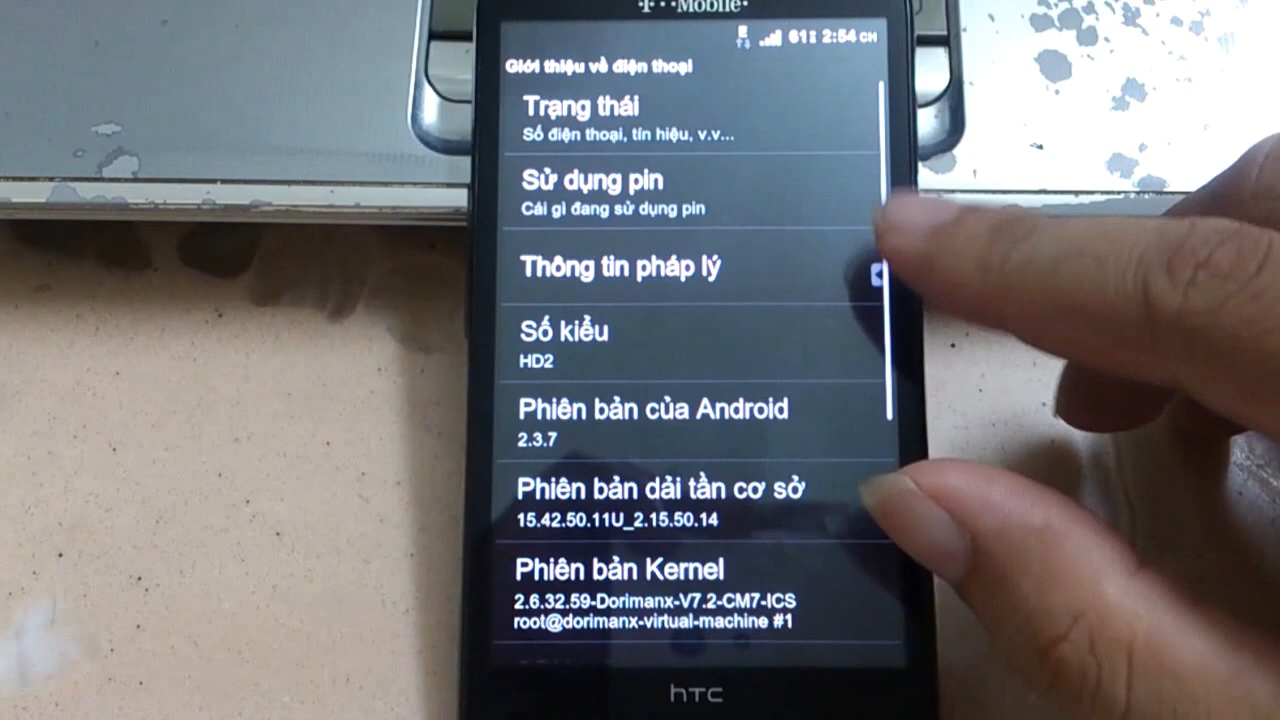 T··Mobile·
E 61% 2:54 CH
Giới thiệu về điện thoại
Trạng thái
Số điện thoại, tín hiệu, v.v...
Sử dụng pin
Cái gì đang sử dụng pin
Thông tin pháp lý
Số kiểu
HD2
Phiên bản của Android
2.3.7
Phiên bản dải tần cơ sở
15.42.50.11U_2.15.50.14
Phiên bản Kernel
2.6.32.59-Dorimanx-V7.2-CM7-ICS
root@dorimanx-virtual-machine #1
hTC